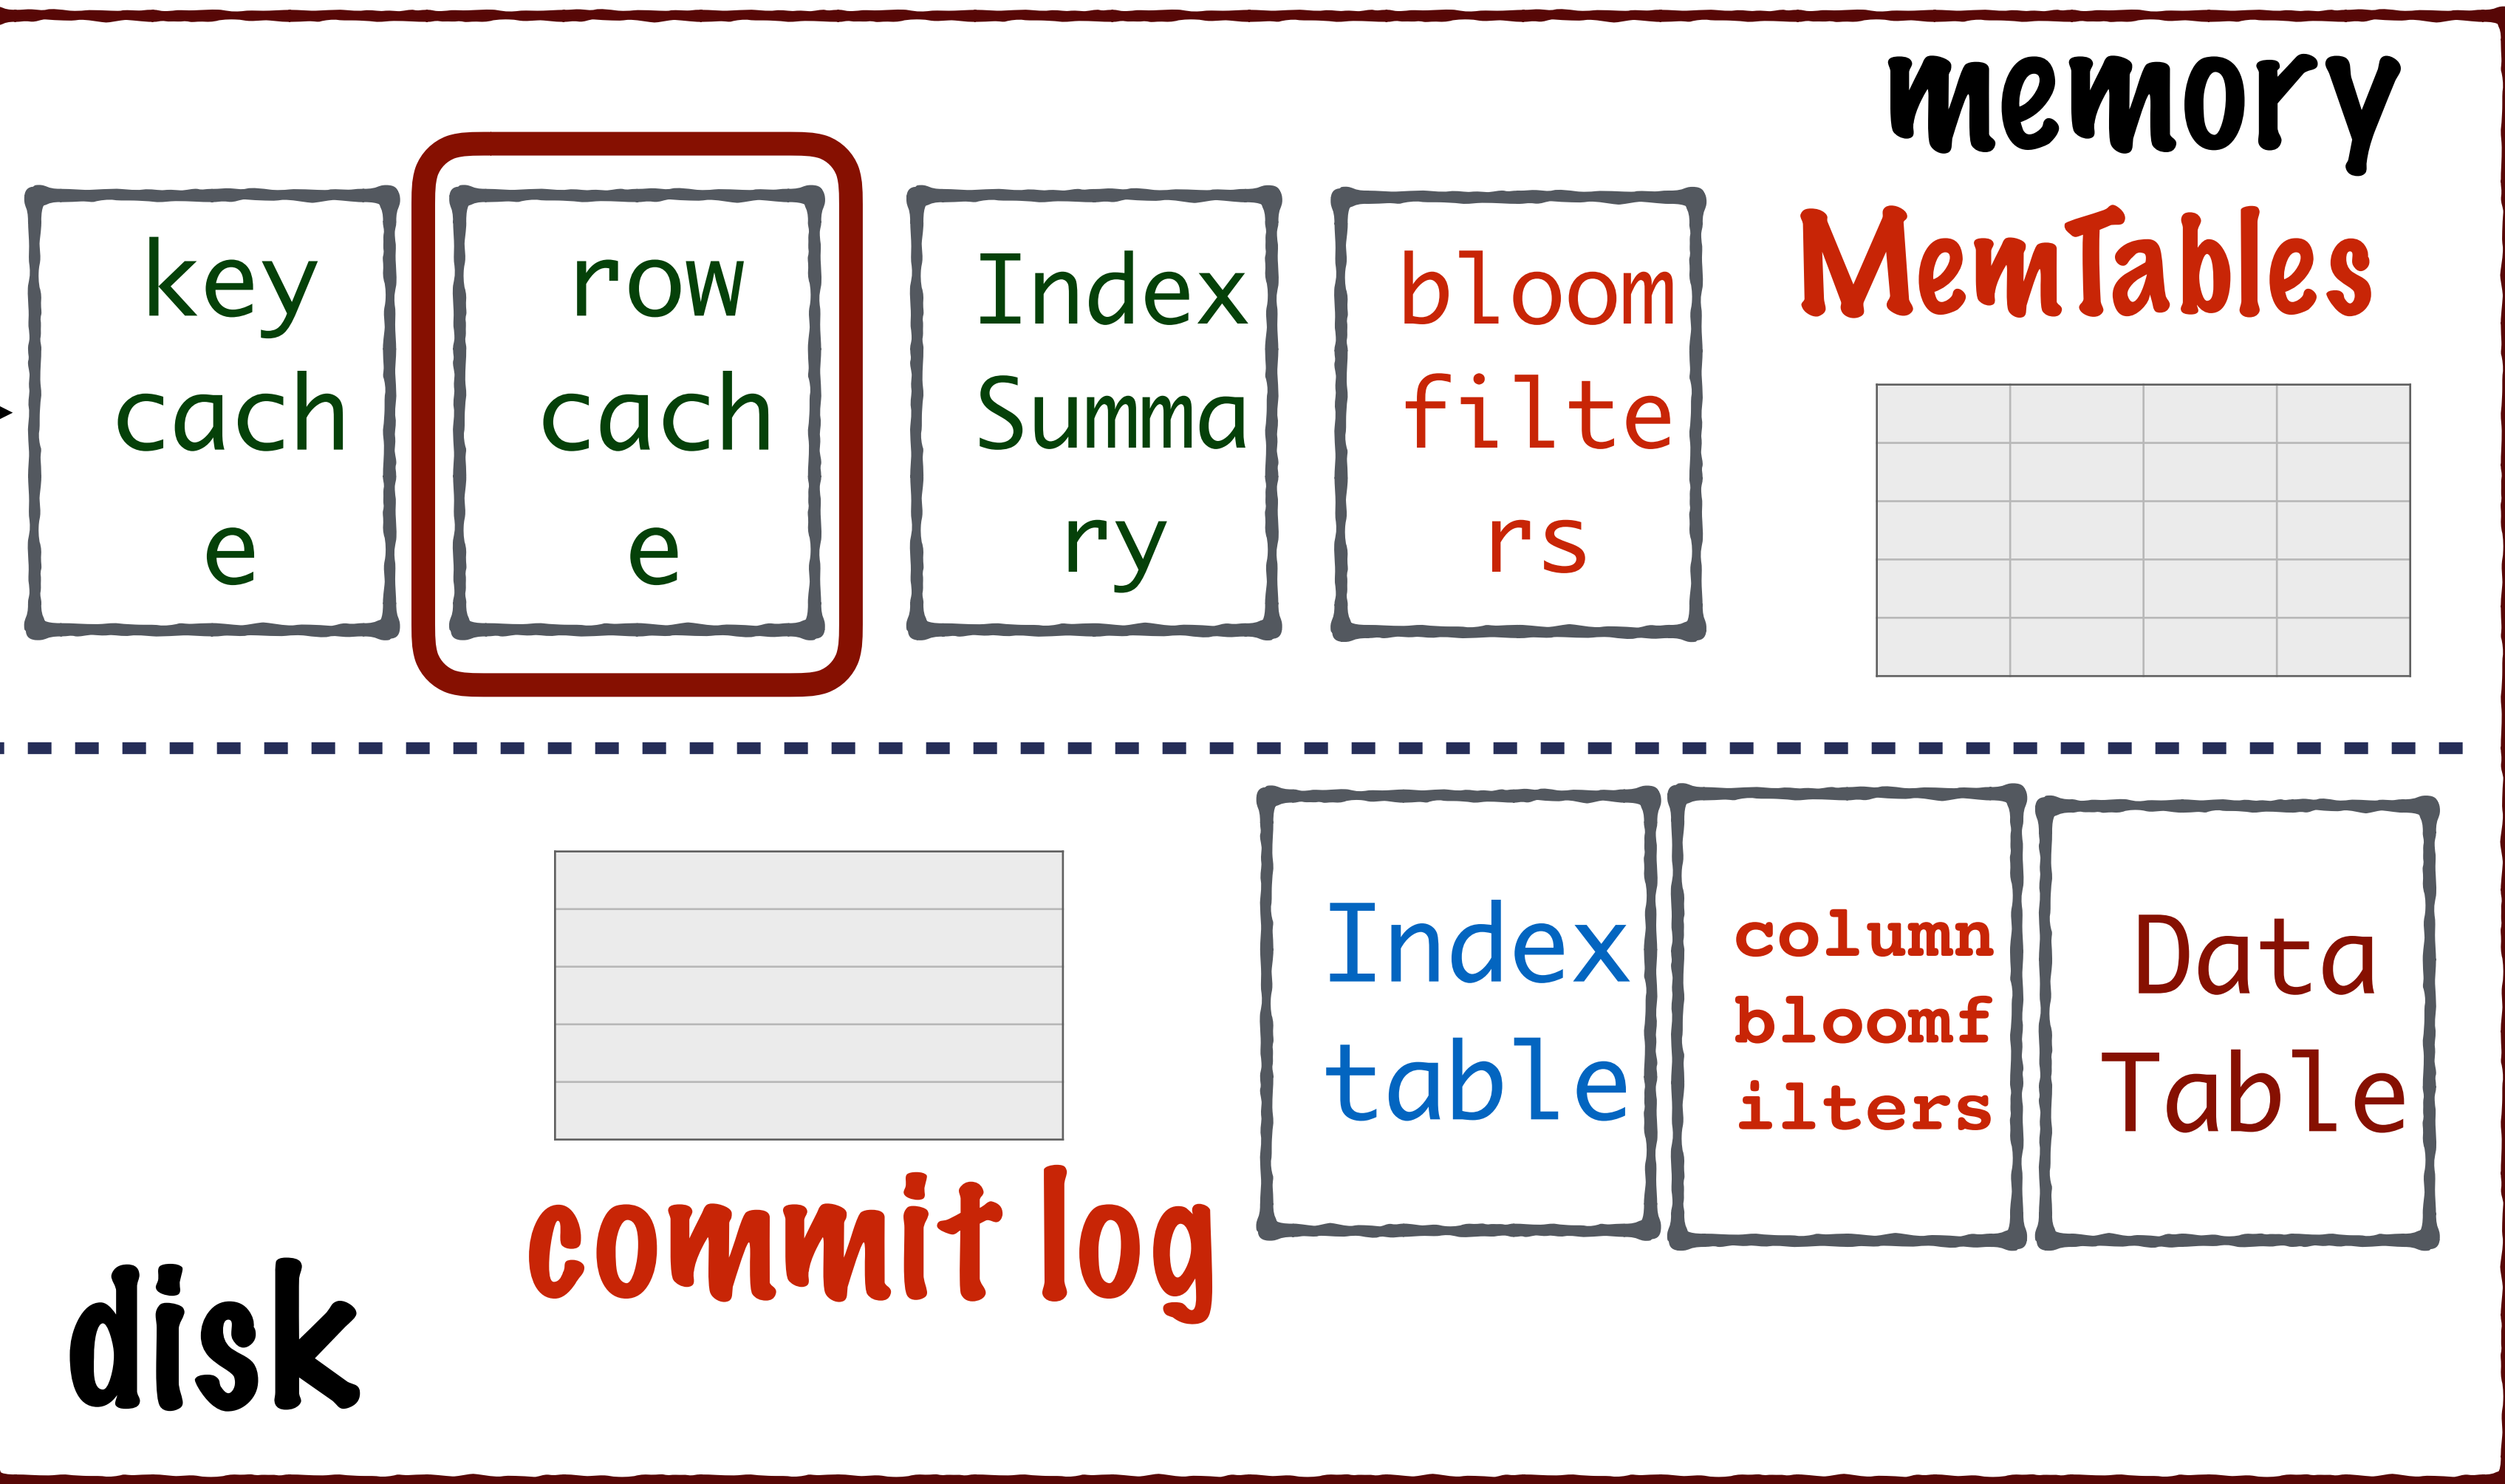 memory
key
cach
e
row
cach
e
Index
Summa
ry
bloom
filte
rs
MemTables
Index
table
column
bloomf
ilters
Data
Table
commit log
disk